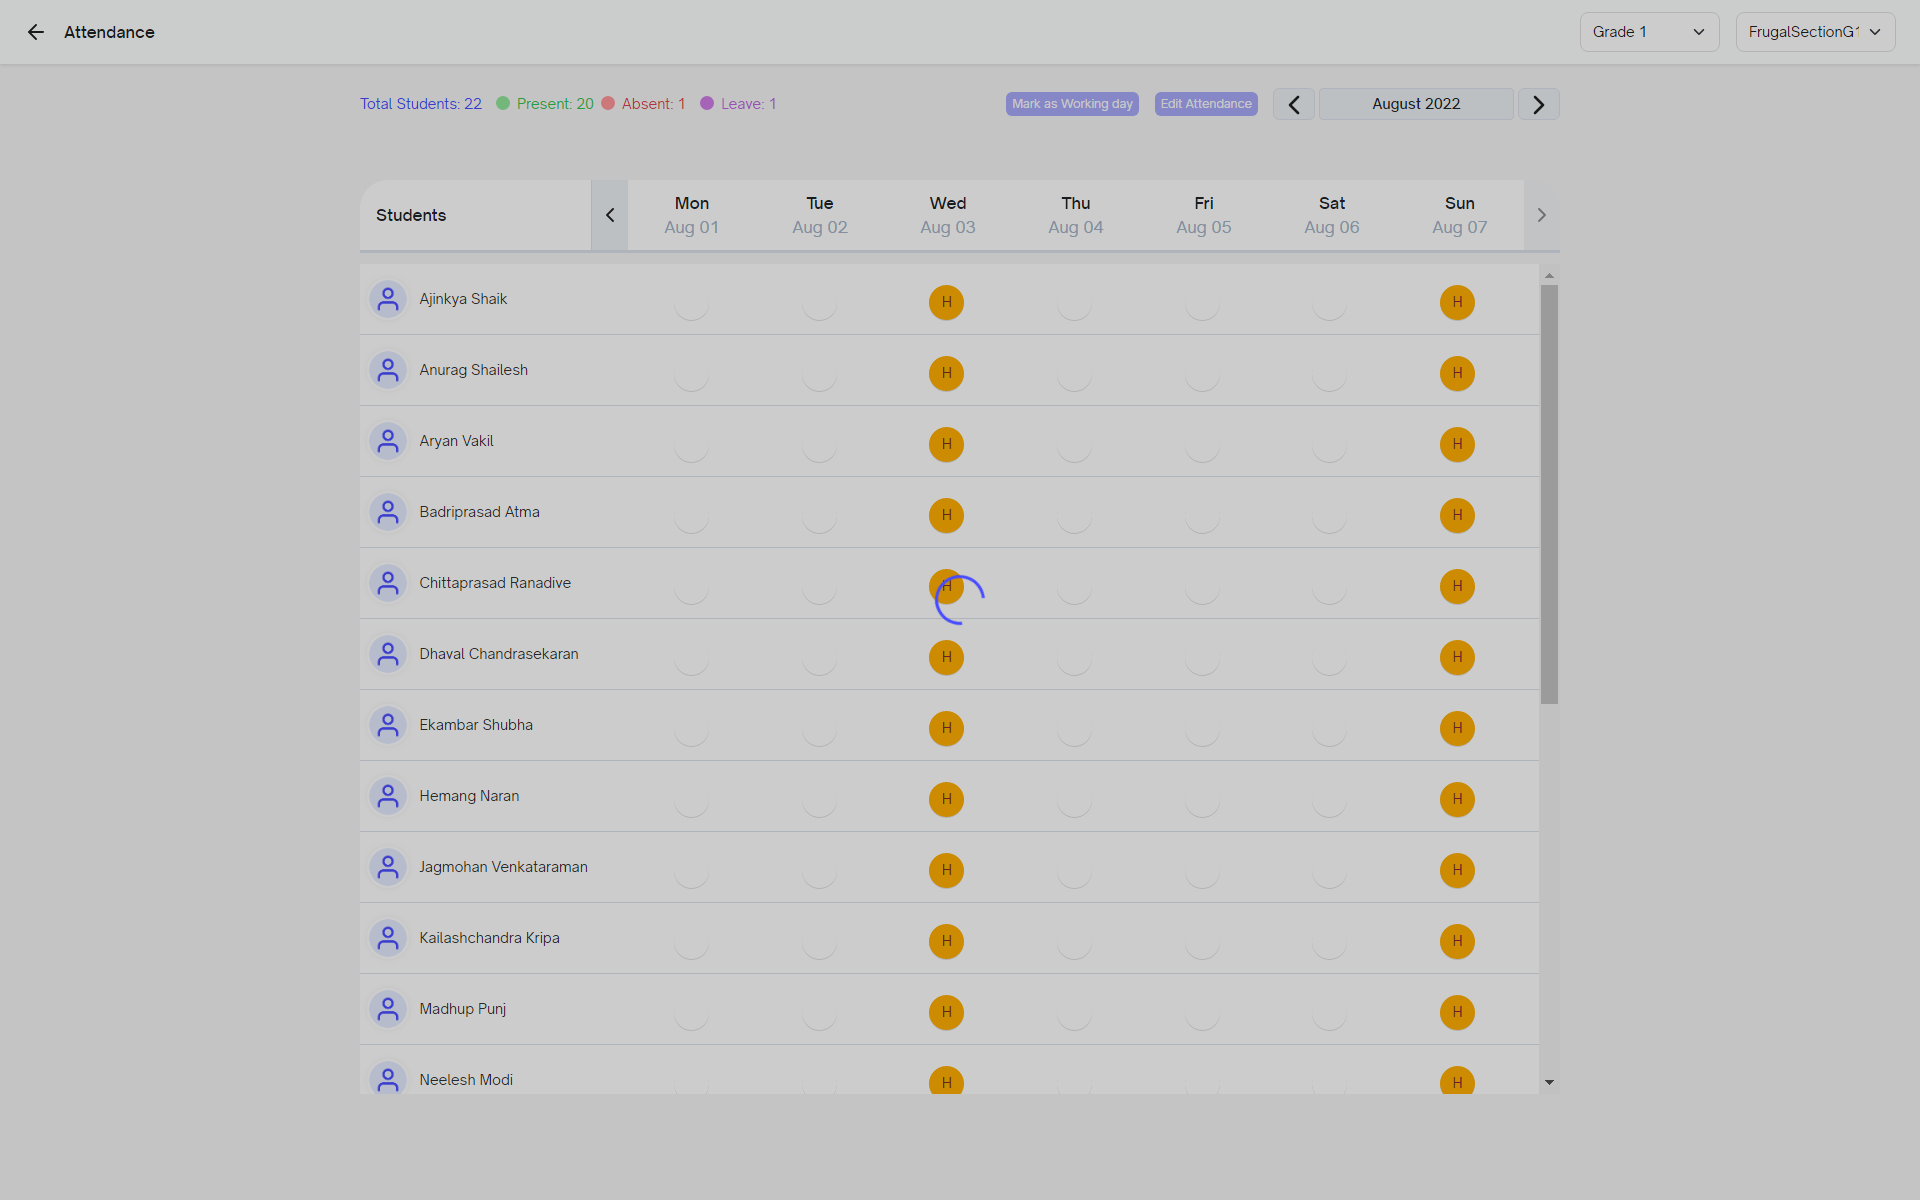 Attendance
Grade 1
FrugalSectionG1
Total Students: 22
Present: 20
Absent: 1
Leave: 1
Mark as Working day
Edit Attendance
August 2022
Students
Mon Tue Wed Thu Fri Sat Sun
Aug 01 Aug 02 Aug 03 Aug 04 Aug 05 Aug 06 Aug 07
Ajinkya Shaik H H
Anurag Shailesh H H
Aryan Vakil H H
Badriprasad Atma H H
Chittaprasad Ranadive H H
Dhaval Chandrasekaran H H
Ekambar Shubha H H
Hemang Naran H H
Jagmohan Venkataraman H H
Kailashchandra Kripa H H
Madhup Punj H H
Neelesh Modi H H